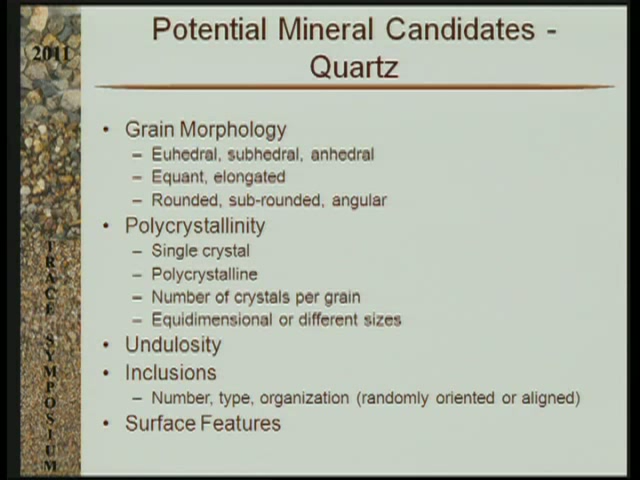 Potential Mineral Candidates -
Quartz
2011
TRACE SYMPOSIUM
• Grain Morphology
– Euhedral, subhedral, anhedral
– Equant, elongated
– Rounded, sub-rounded, angular
• Polycrystallinity
– Single crystal
– Polycrystalline
– Number of crystals per grain
– Equidimensional or different sizes
• Undulosity
• Inclusions
– Number, type, organization (randomly oriented or aligned)
• Surface Features